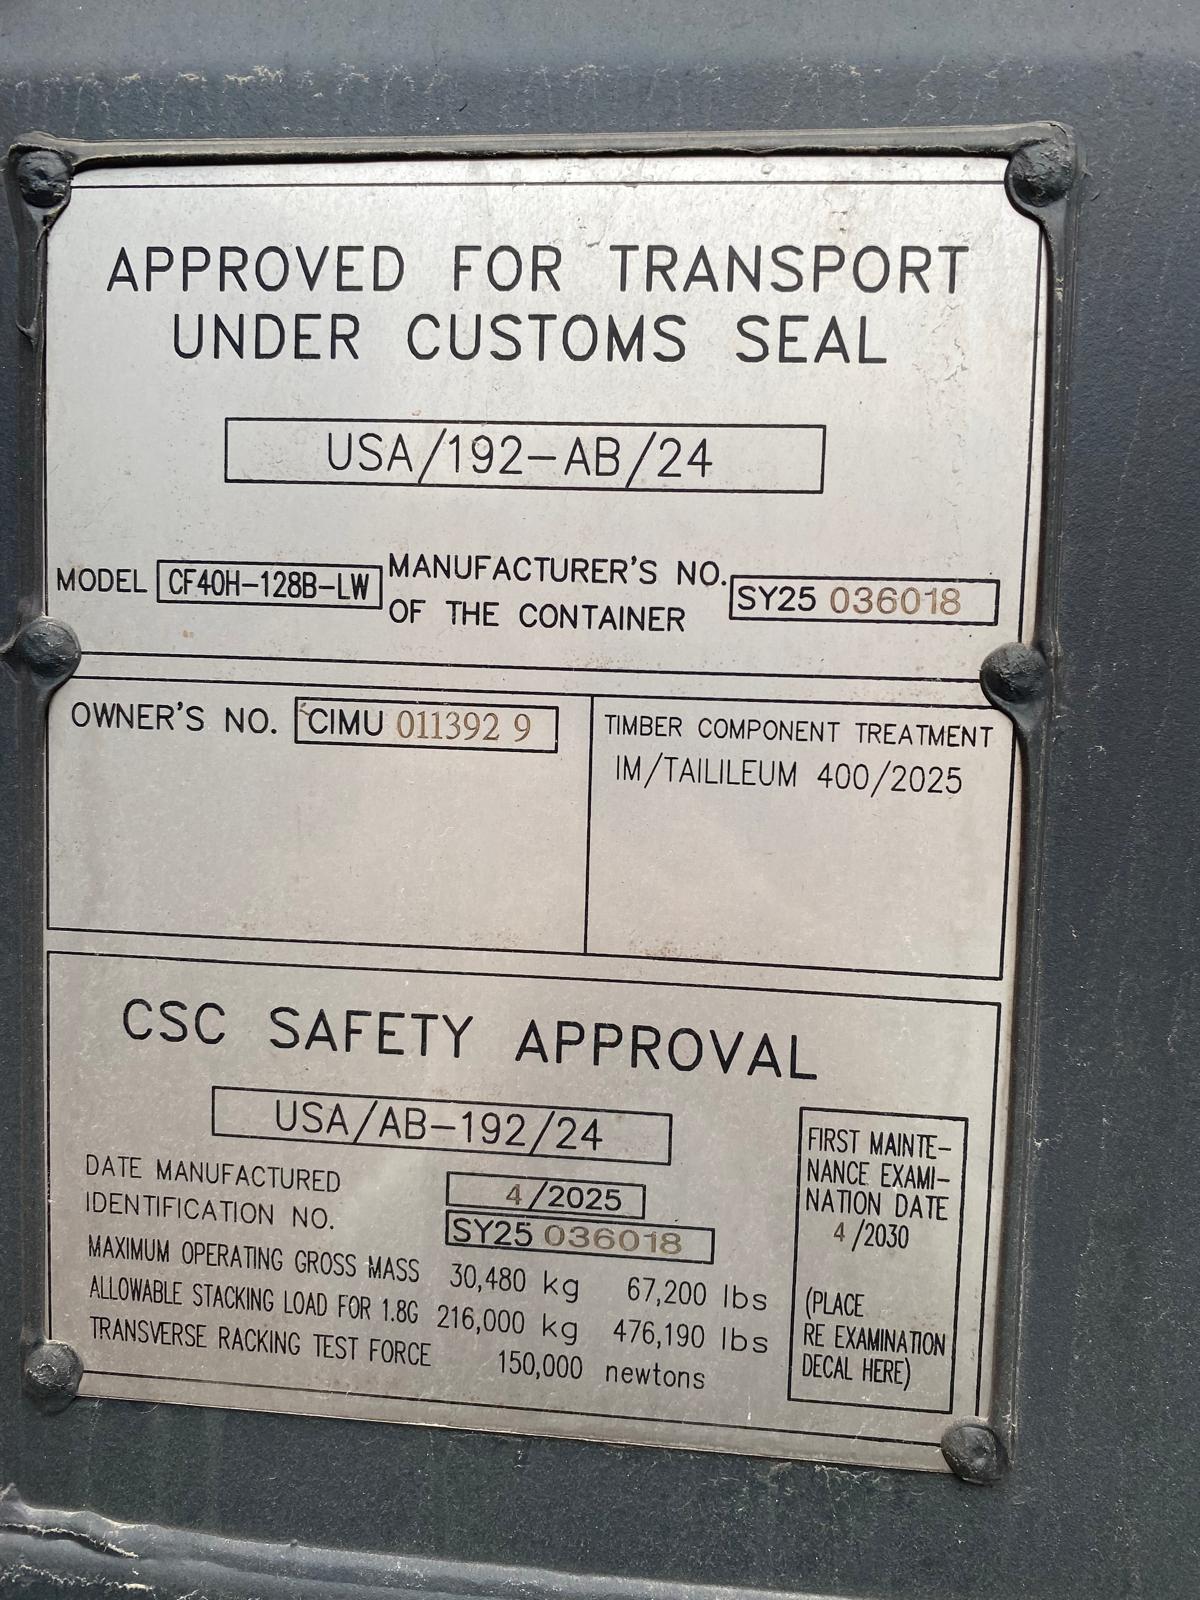 APPROVED FOR TRANSPORT
UNDER CUSTOMS SEAL
USA/192-AB/24
MODEL CF40H-128B-LW
MANUFACTURER'S NO.
OF THE CONTAINER
SY25 036018
OWNER'S NO. CIMU 011392 9
TIMBER COMPONENT TREATMENT
IM/TAILILEUM 400/2025
CSC SAFETY APPROVAL
USA/AB-192/24
DATE MANUFACTURED 4/2025
IDENTIFICATION NO. SY25 036018
MAXIMUM OPERATING GROSS MASS 30,480 kg 67,200 lbs
ALLOWABLE STACKING LOAD FOR 1.8G 216,000 kg 476,190 lbs
TRANSVERSE RACKING TEST FORCE 150,000 newtons
FIRST MAINTE-
NANCE EXAMI-
NATION DATE
4/2030
(PLACE
RE EXAMINATION
DECAL HERE)